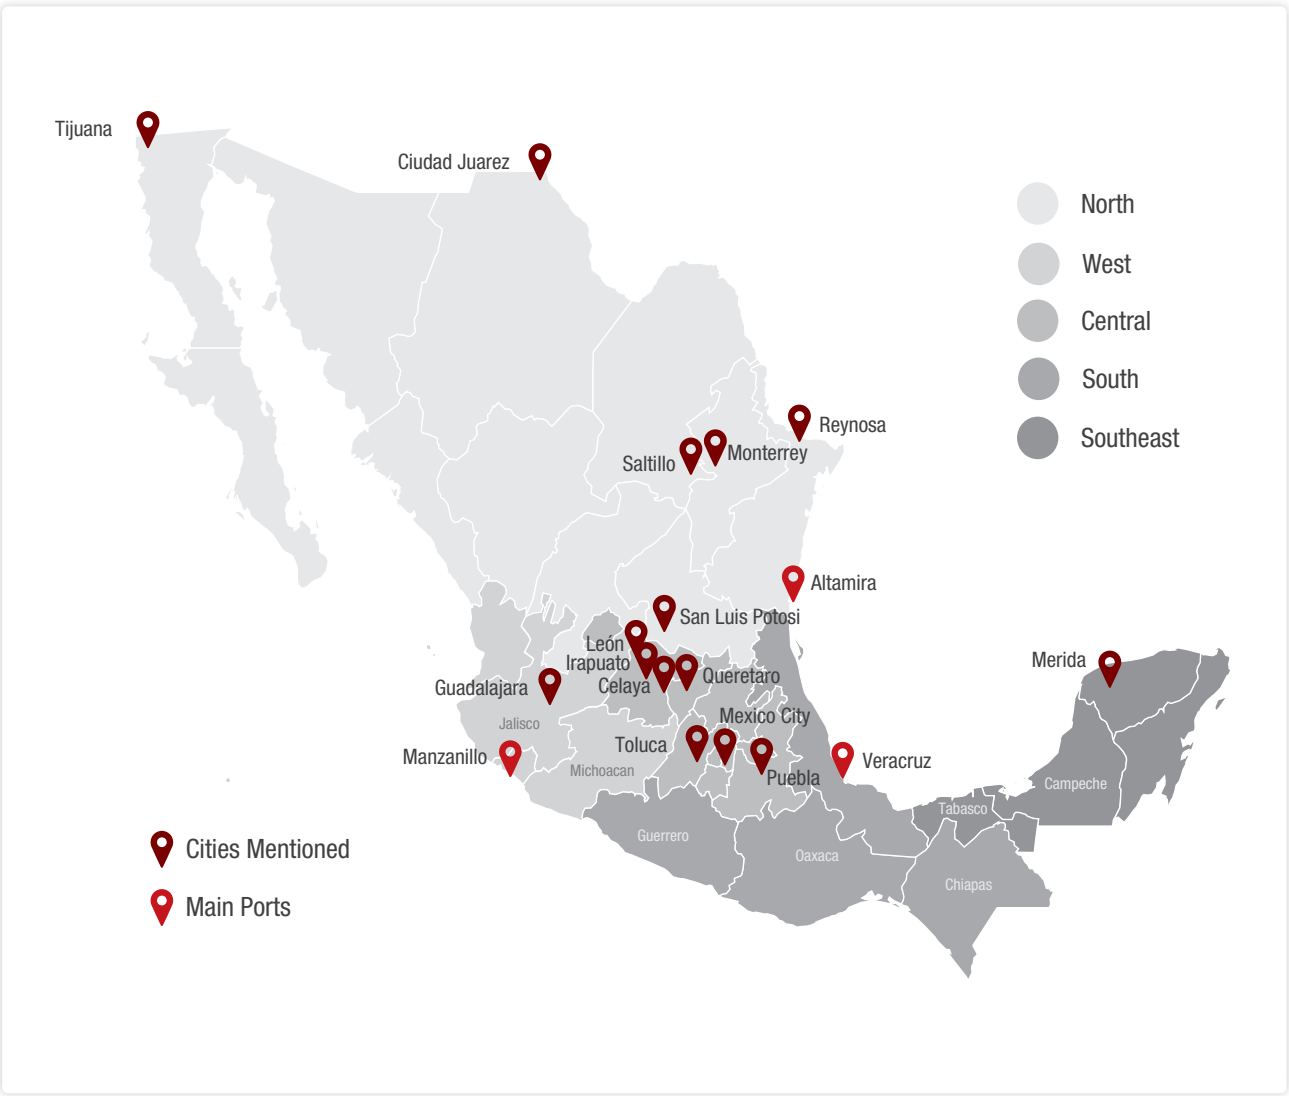 Tijuana
Ciudad Juarez
North
West
Central
South
Southeast
Reynosa
Monterrey
Saltillo
Altamira
San Luis Potosi
León
Irapuato
Celaya
Queretaro
Merida
Guadalajara
Jalisco
Mexico City
Toluca
Manzanillo
Michoacan
Puebla
Veracruz
Campeche
Tabasco
Guerrero
Oaxaca
Chiapas
Cities Mentioned
Main Ports